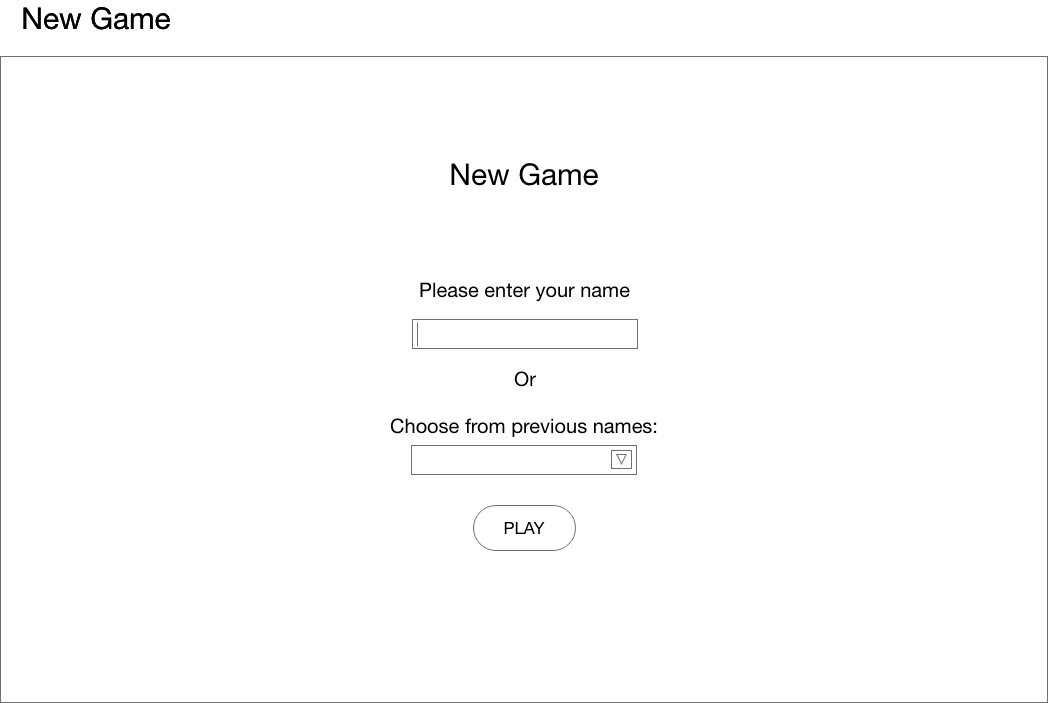 New Game
New Game
Please enter your name
Or
Choose from previous names:
PLAY